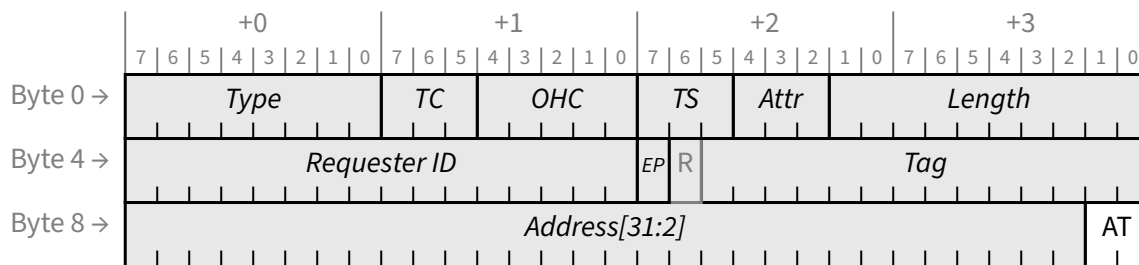 +0 +1 +2 +3
7 6 5 4 3 2 1 0 7 6 5 4 3 2 1 0 7 6 5 4 3 2 1 0 7 6 5 4 3 2 1 0
Byte 0 → Type TC OHC TS Attr Length
Byte 4 → Requester ID EP R Tag
Byte 8 → Address[31:2] AT